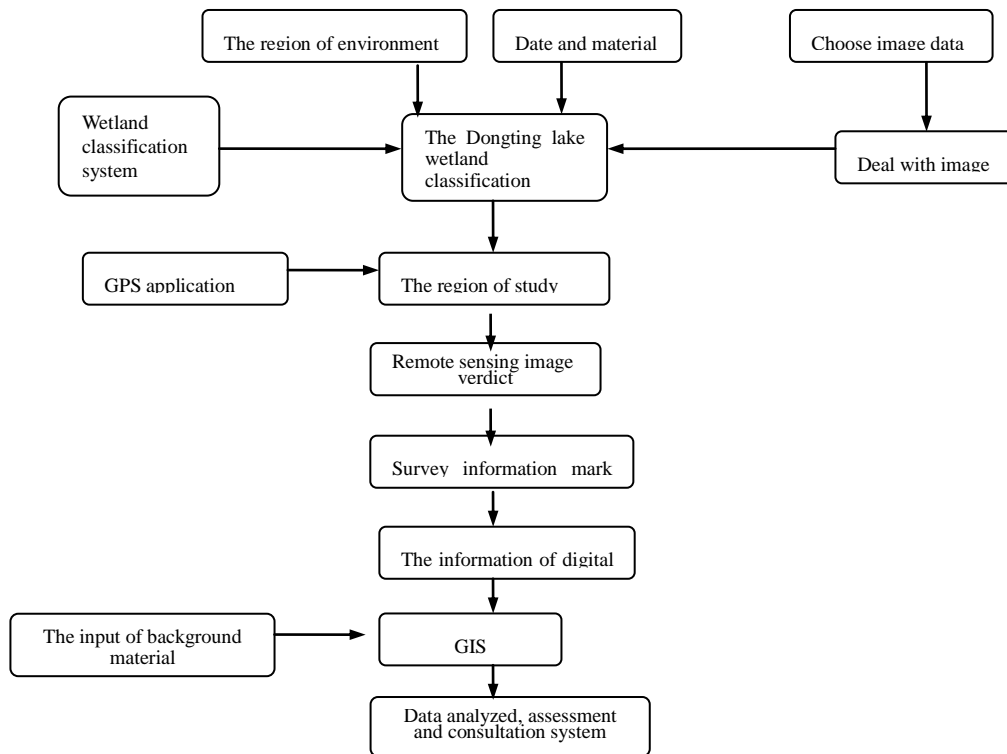 The region of environment
Date and material
Choose image data
Wetland
classification
system
The Dongting lake
wetland
classification
Deal with image
GPS application
The region of study
Remote sensing image
verdict
Survey information mark
The information of digital
The input of background
material
GIS
Data analyzed, assessment
and consultation system